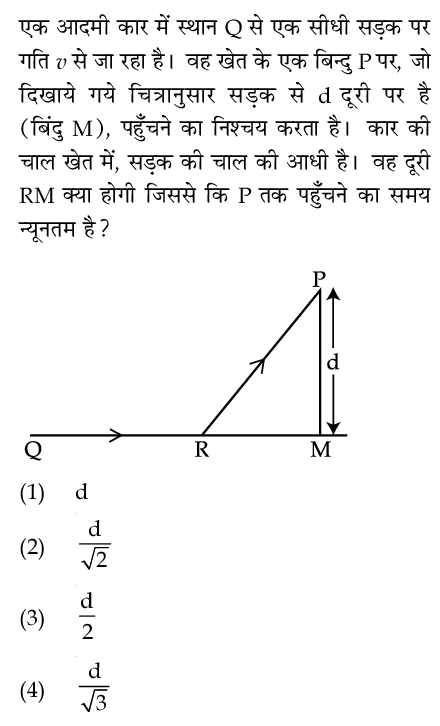 एक आदमी कार में स्थान Q से एक सीधी सड़क पर
गति v से जा रहा है। वह खेत के एक बिन्दु P पर, जो
दिखाये गये चित्रानुसार सड़क से d दूरी पर है
(बिंदु M), पहुँचने का निश्चय करता है। कार की
चाल खेत में, सड़क की चाल की आधी है। वह दूरी
RM क्या होगी जिससे कि P तक पहुँचने का समय
न्यूनतम है?
P
d
Q R M
(1) d
(2) d/√2
(3) d/2
(4) d/√3